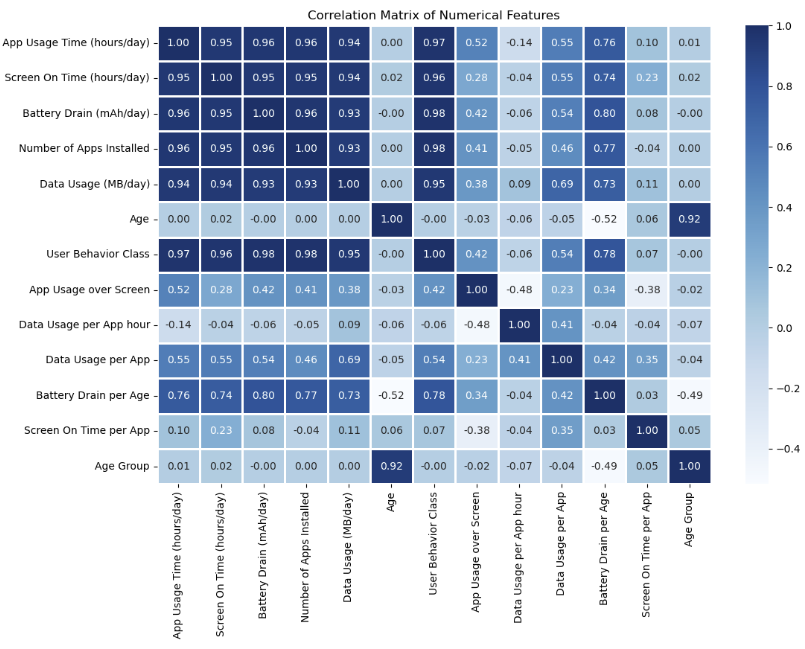 Correlation Matrix of Numerical Features
App Usage Time (hours/day) 1.00 0.95 0.96 0.96 0.94 0.00 0.97 0.52 -0.14 0.55 0.76 0.10 0.01
Screen On Time (hours/day) 0.95 1.00 0.95 0.95 0.94 0.02 0.96 0.28 -0.04 0.55 0.74 0.23 0.02
Battery Drain (mAh/day) 0.96 0.95 1.00 0.96 0.93 -0.00 0.98 0.42 -0.06 0.54 0.80 0.08 -0.00
Number of Apps Installed 0.96 0.95 0.96 1.00 0.93 0.00 0.98 0.41 -0.05 0.46 0.77 -0.04 0.00
Data Usage (MB/day) 0.94 0.94 0.93 0.93 1.00 0.00 0.95 0.38 0.09 0.69 0.73 0.11 0.00
Age 0.00 0.02 -0.00 0.00 0.00 1.00 -0.00 -0.03 -0.06 -0.05 -0.52 0.06 0.92
User Behavior Class 0.97 0.96 0.98 0.98 0.95 -0.00 1.00 0.42 -0.06 0.54 0.78 0.07 -0.00
App Usage over Screen 0.52 0.28 0.42 0.41 0.38 -0.03 0.42 1.00 -0.48 0.23 0.34 -0.38 -0.02
Data Usage per App hour -0.14 -0.04 -0.06 -0.05 0.09 -0.06 -0.06 -0.48 1.00 0.41 -0.04 -0.04 -0.07
Data Usage per App 0.55 0.55 0.54 0.46 0.69 -0.05 0.54 0.23 0.41 1.00 0.42 0.35 -0.04
Battery Drain per Age 0.76 0.74 0.80 0.77 0.73 -0.52 0.78 0.34 -0.04 0.42 1.00 0.03 -0.49
Screen On Time per App 0.10 0.23 0.08 -0.04 0.11 0.06 0.07 -0.38 -0.04 0.35 0.03 1.00 0.05
Age Group 0.01 0.02 -0.00 0.00 0.00 0.92 -0.00 -0.02 -0.07 -0.04 -0.49 0.05 1.00
App Usage Time (hours/day)
Screen On Time (hours/day)
Battery Drain (mAh/day)
Number of Apps Installed
Data Usage (MB/day)
Age
User Behavior Class
App Usage over Screen
Data Usage per App hour
Data Usage per App
Battery Drain per Age
Screen On Time per App
Age Group
1.0
0.8
0.6
0.4
0.2
0.0
−0.2
−0.4